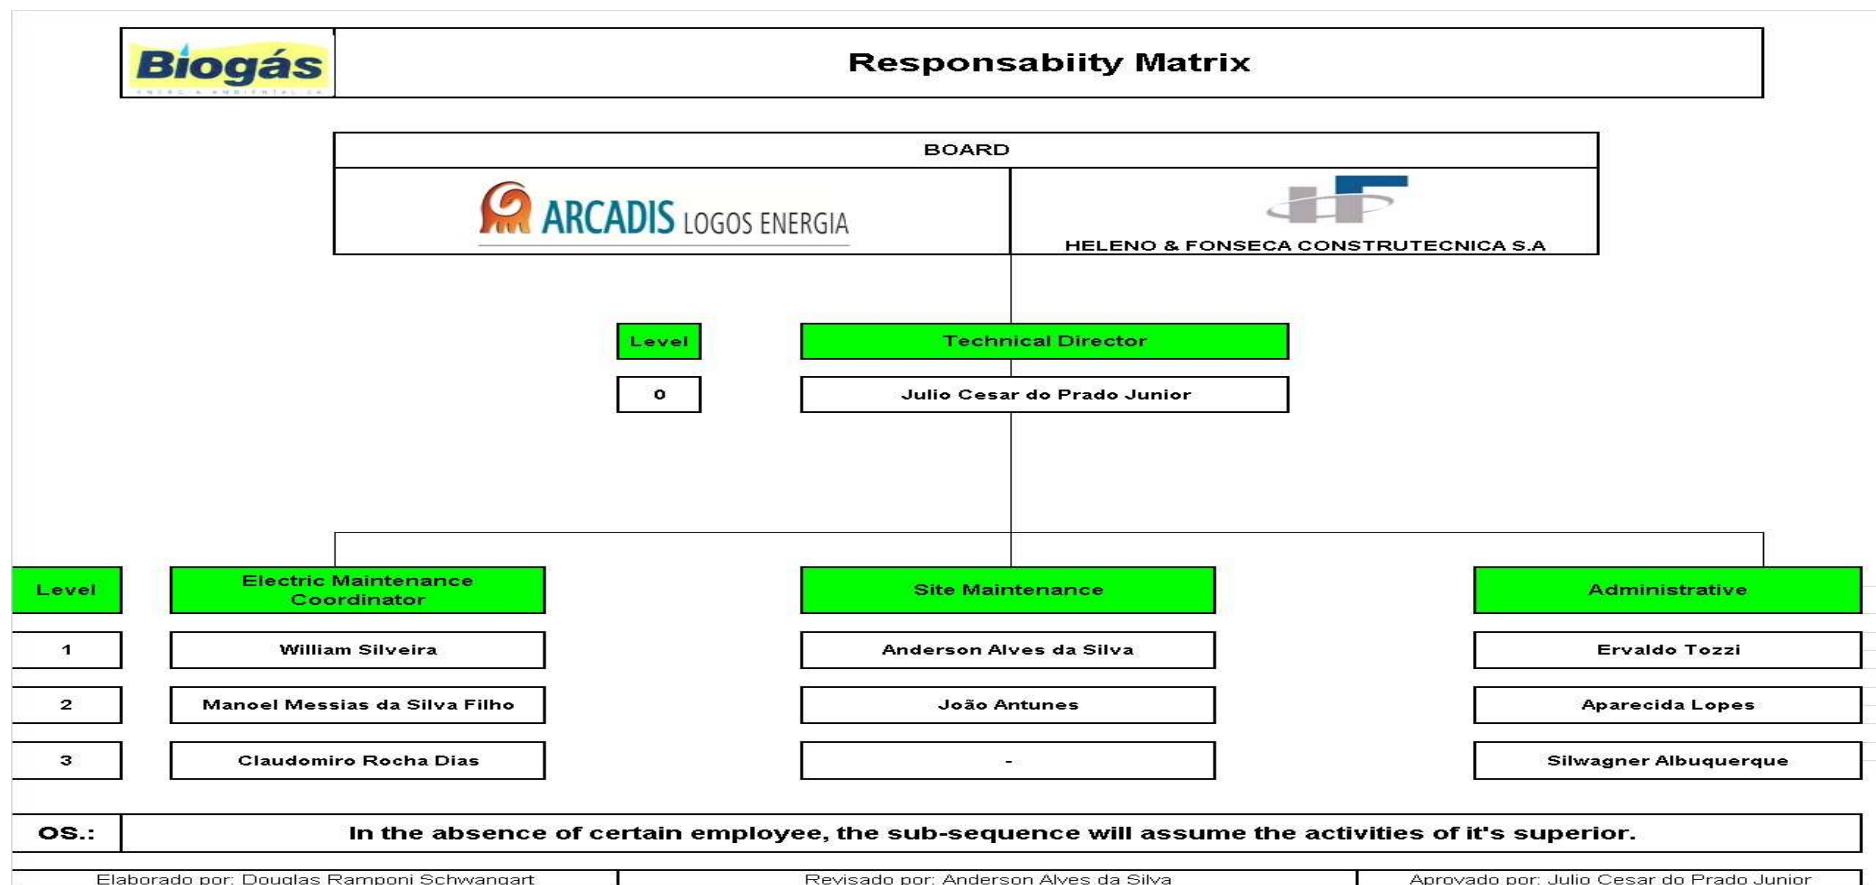 Biogás
ENERGIA AMBIENTAL SA
Responsabiity Matrix
BOARD
ARCADIS LOGOS ENERGIA
HELENO & FONSECA CONSTRUTECNICA S.A
Level
Technical Director
0
Julio Cesar do Prado Junior
Level
Electric Maintenance
Coordinator
Site Maintenance
Administrative
1
William Silveira
Anderson Alves da Silva
Ervaldo Tozzi
2
Manoel Messias da Silva Filho
João Antunes
Aparecida Lopes
3
Claudomiro Rocha Dias
-
Silwagner Albuquerque
OS.:
In the absence of certain employee, the sub-sequence will assume the activities of it's superior.
Elaborado por: Douglas Ramponi Schwangart
Revisado por: Anderson Alves da Silva
Aprovado por: Julio Cesar do Prado Junior